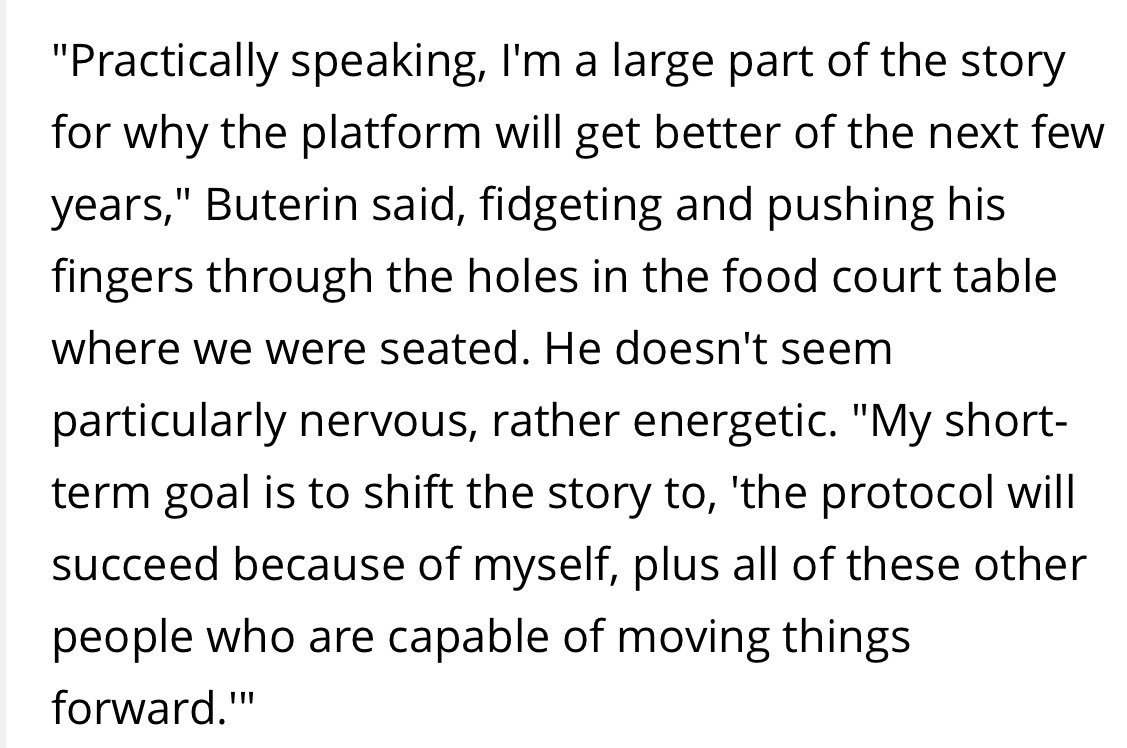 "Practically speaking, I'm a large part of the story
for why the platform will get better of the next few
years," Buterin said, fidgeting and pushing his
fingers through the holes in the food court table
where we were seated. He doesn't seem
particularly nervous, rather energetic. "My short-
term goal is to shift the story to, 'the protocol will
succeed because of myself, plus all of these other
people who are capable of moving things
forward.'"